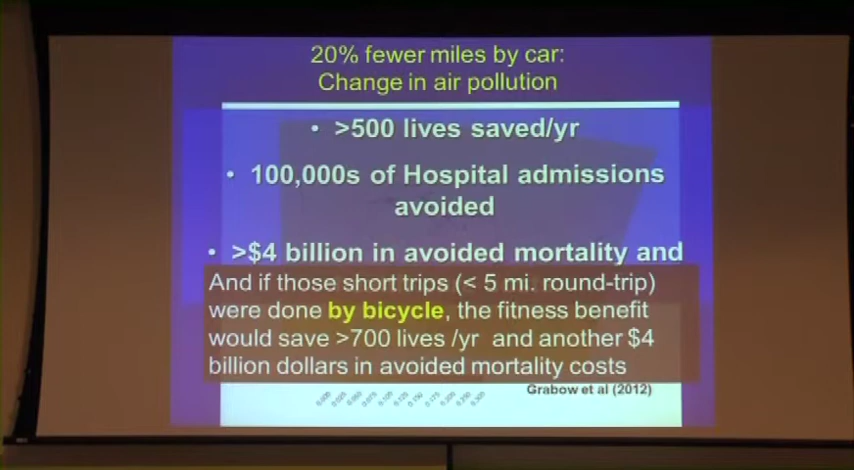 20% fewer miles by car:
Change in air pollution
• >500 lives saved/yr
• 100,000s of Hospital admissions
avoided
• >$4 billion in avoided mortality and
And if those short trips (< 5 mi. round-trip)
were done by bicycle, the fitness benefit
would save >700 lives /yr and another $4
billion dollars in avoided mortality costs
Grabow et al (2012)